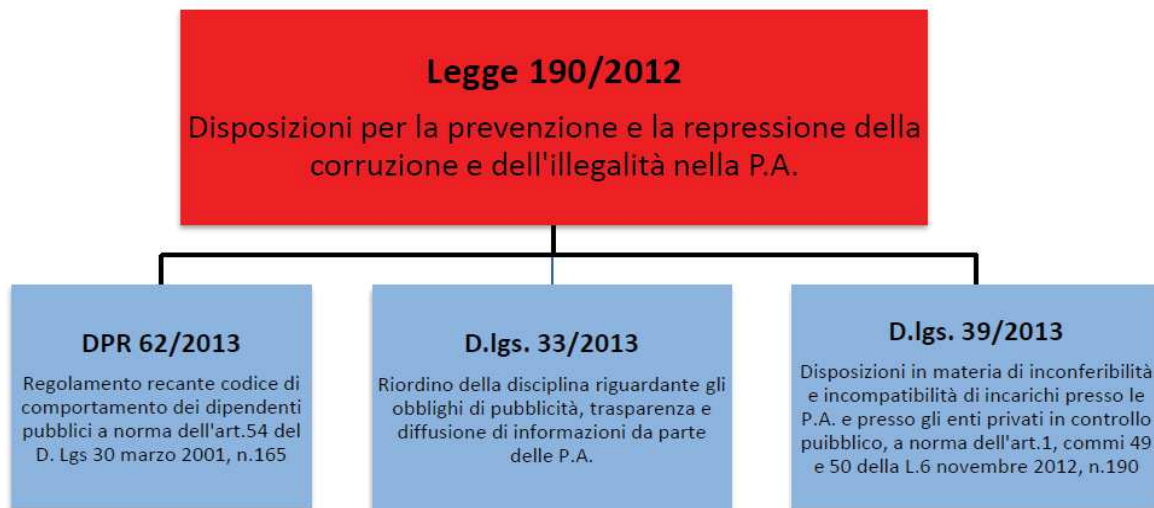 Legge 190/2012
Disposizioni per la prevenzione e la repressione della
corruzione e dell'illegalità nella P.A.
DPR 62/2013
Regolamento recante codice di
comportamento dei dipendenti
pubblici a norma dell'art.54 del
D. Lgs 30 marzo 2001, n.165
D.lgs. 33/2013
Riordino della disciplina riguardante gli
obblighi di pubblicità, trasparenza e
diffusione di informazioni da parte
delle P.A.
D.lgs. 39/2013
Disposizioni in materia di inconferibilità
e incompatibilità di incarichi presso le
P.A. e presso gli enti privati in controllo
puibblico, a norma dell'art.1, commi 49
e 50 della L.6 novembre 2012, n.190